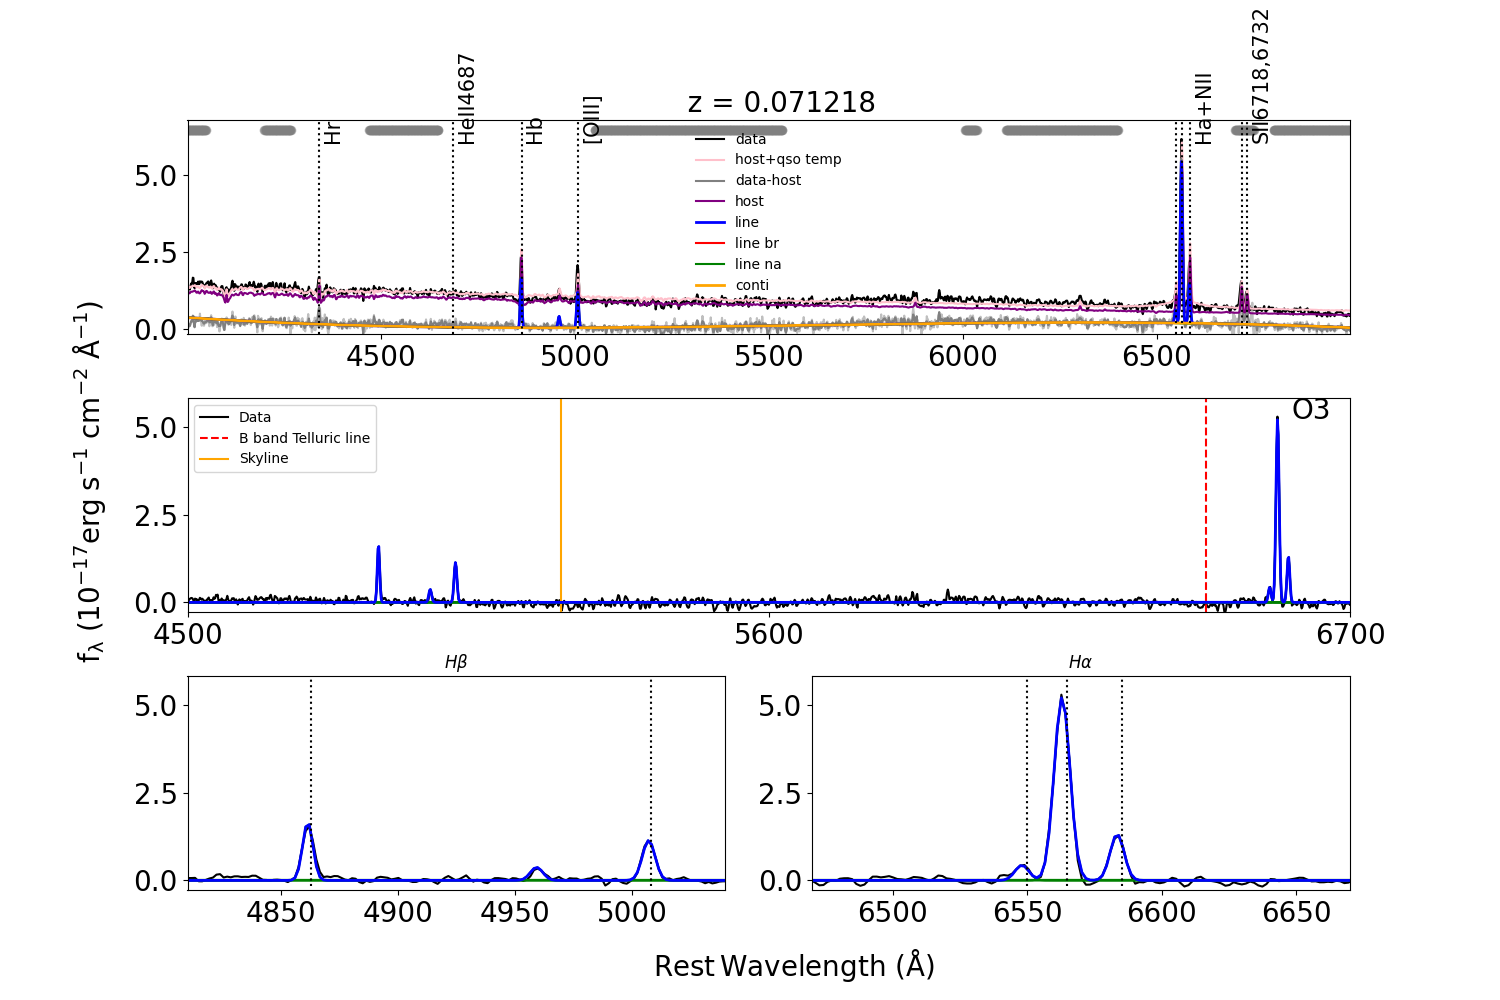 z = 0.071218
Hr
HeII4687
Hb
[OIII]
Ha+NII
SII6718,6732
data
host+qso temp
data-host
host
line
line br
line na
conti
5.0
2.5
0.0
4500
5000
5500
6000
6500
Data
B band Telluric line
Skyline
O3
5.0
2.5
0.0
4500
5600
6700
fλ (10⁻¹⁷erg s⁻¹ cm⁻² Å⁻¹)
Hβ
5.0
2.5
0.0
4850
4900
4950
5000
Hα
5.0
2.5
0.0
6500
6550
6600
6650
Rest Wavelength (Å)